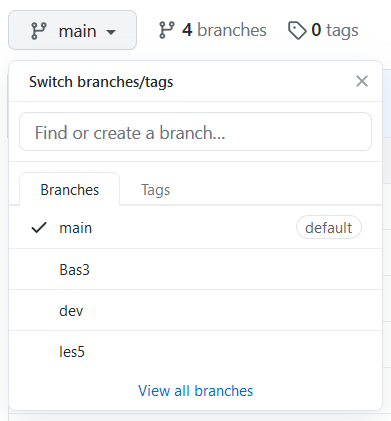 main 4 branches 0 tags
Switch branches/tags
Find or create a branch...
Branches Tags
main default
Bas3
dev
les5
View all branches